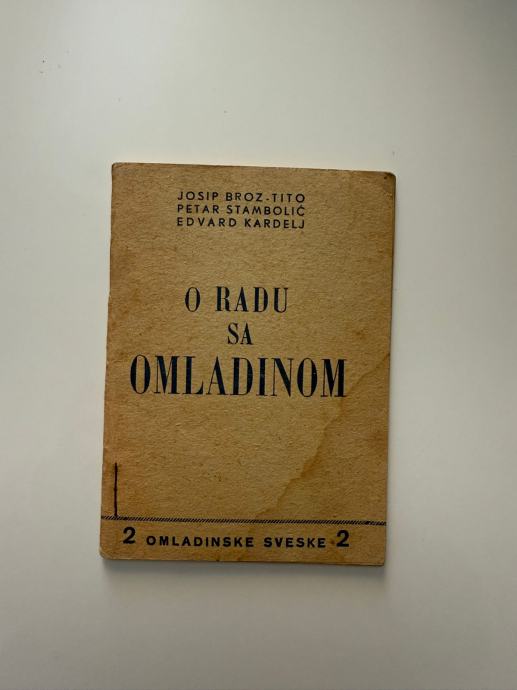 JOSIP BROZ-TITO
PETAR STAMBOLIĆ
EDVARD KARDELJ
O RADU
SA
OMLADINOM
2 OMLADINSKE SVESKE 2